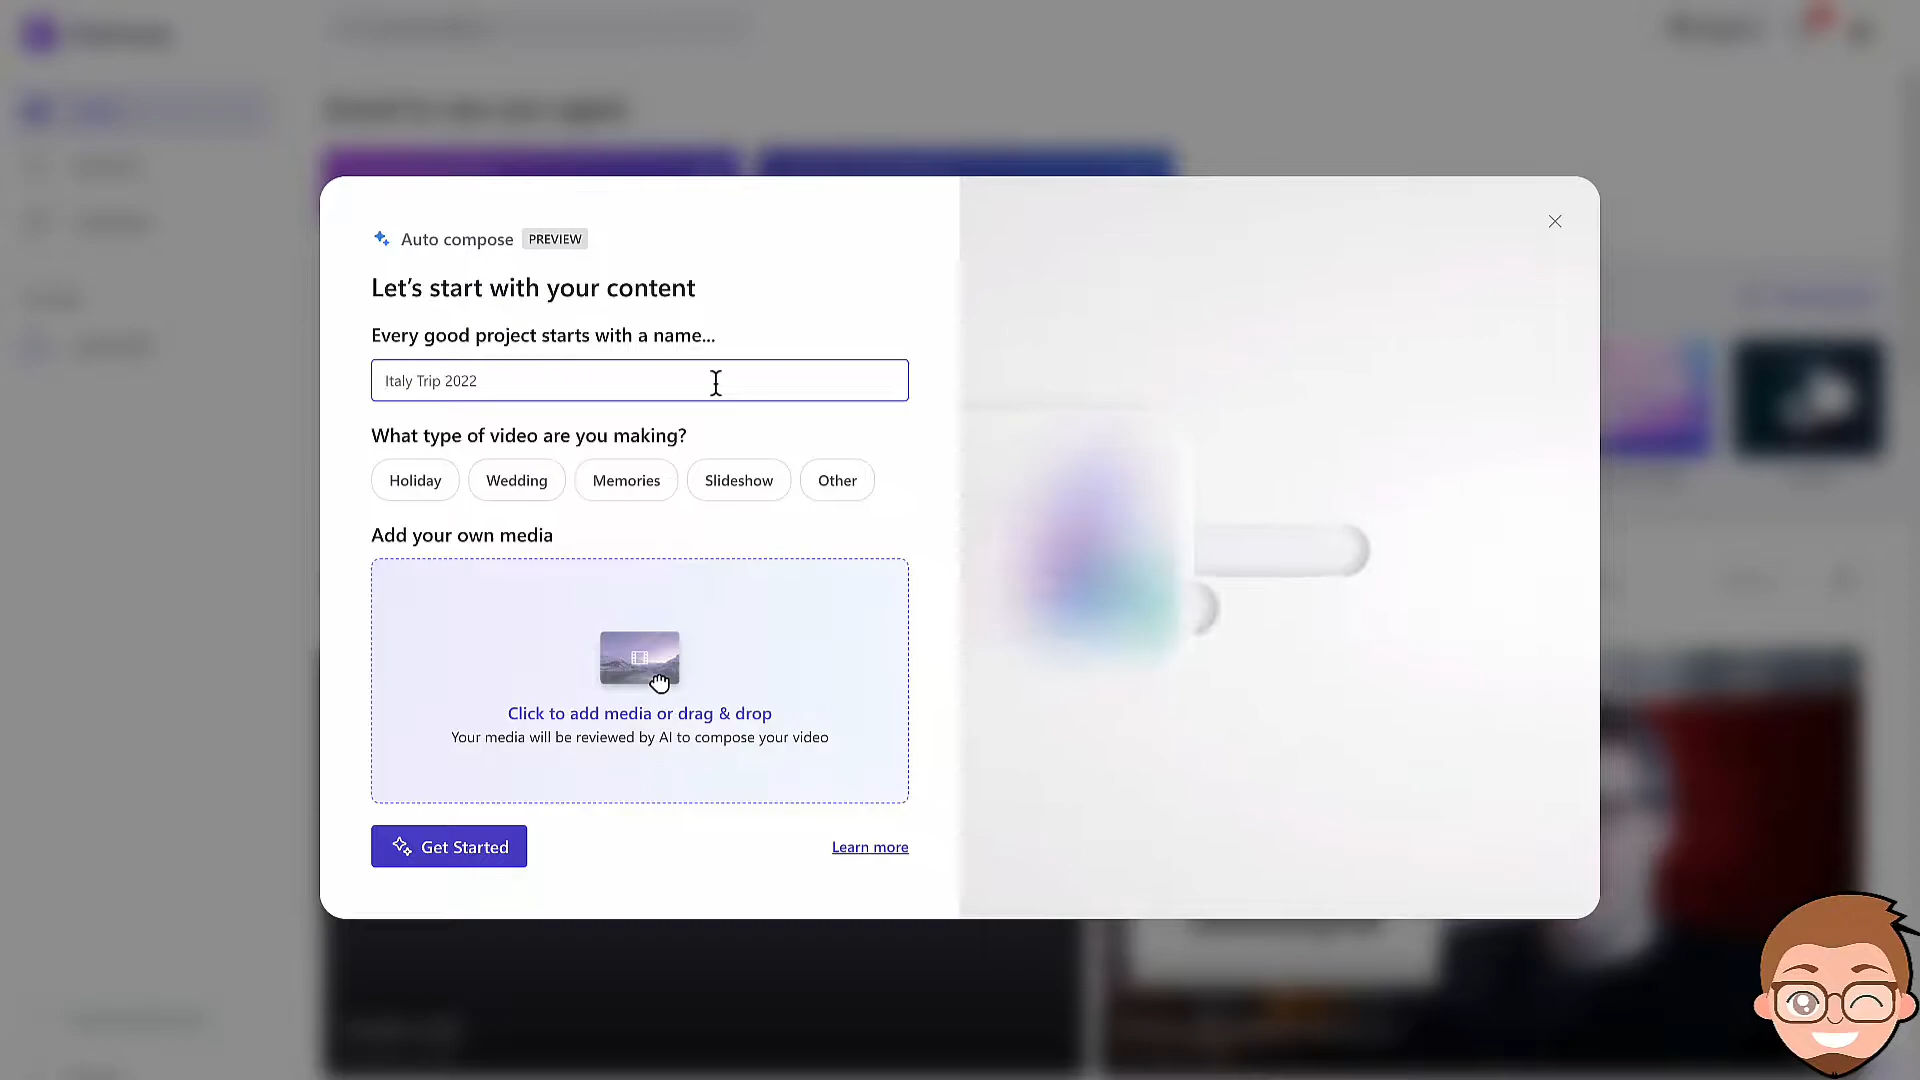 Auto compose PREVIEW
Let's start with your content
Every good project starts with a name...
Italy Trip 2022
What type of video are you making?
Holiday Wedding Memories Slideshow Other
Add your own media
Click to add media or drag & drop
Your media will be reviewed by AI to compose your video
Get Started Learn more